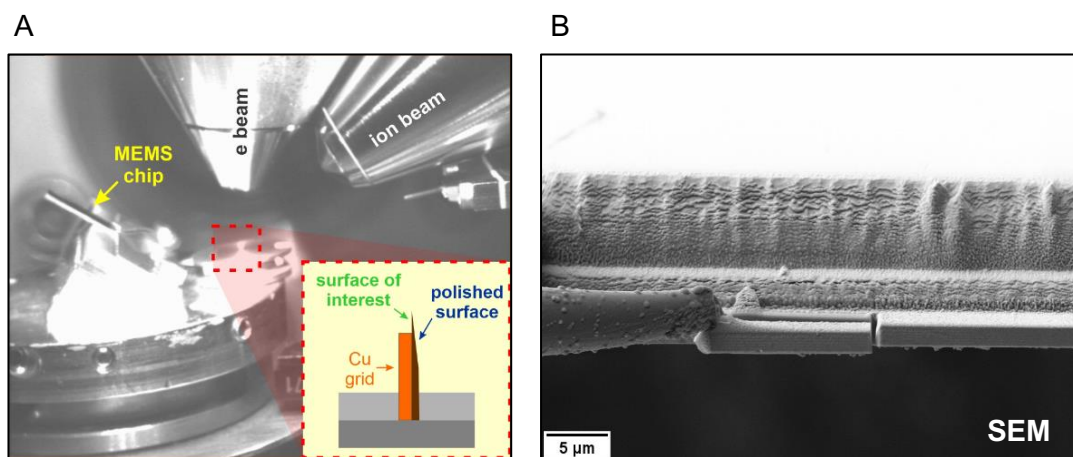 A
B
e beam
ion beam
MEMS
chip
surface of
interest
polished
surface
Cu
grid
5 µm
SEM